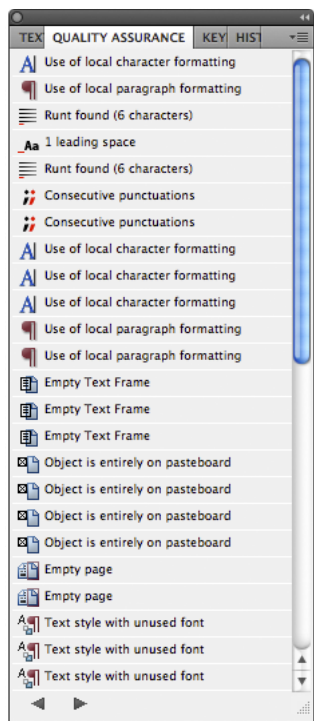 TEX QUALITY ASSURANCE KEY HIST
Use of local character formatting
Use of local paragraph formatting
Runt found (6 characters)
1 leading space
Runt found (6 characters)
Consecutive punctuations
Consecutive punctuations
Use of local character formatting
Use of local character formatting
Use of local character formatting
Use of local paragraph formatting
Use of local paragraph formatting
Empty Text Frame
Empty Text Frame
Empty Text Frame
Object is entirely on pasteboard
Object is entirely on pasteboard
Object is entirely on pasteboard
Object is entirely on pasteboard
Empty page
Empty page
Text style with unused font
Text style with unused font
Text style with unused font